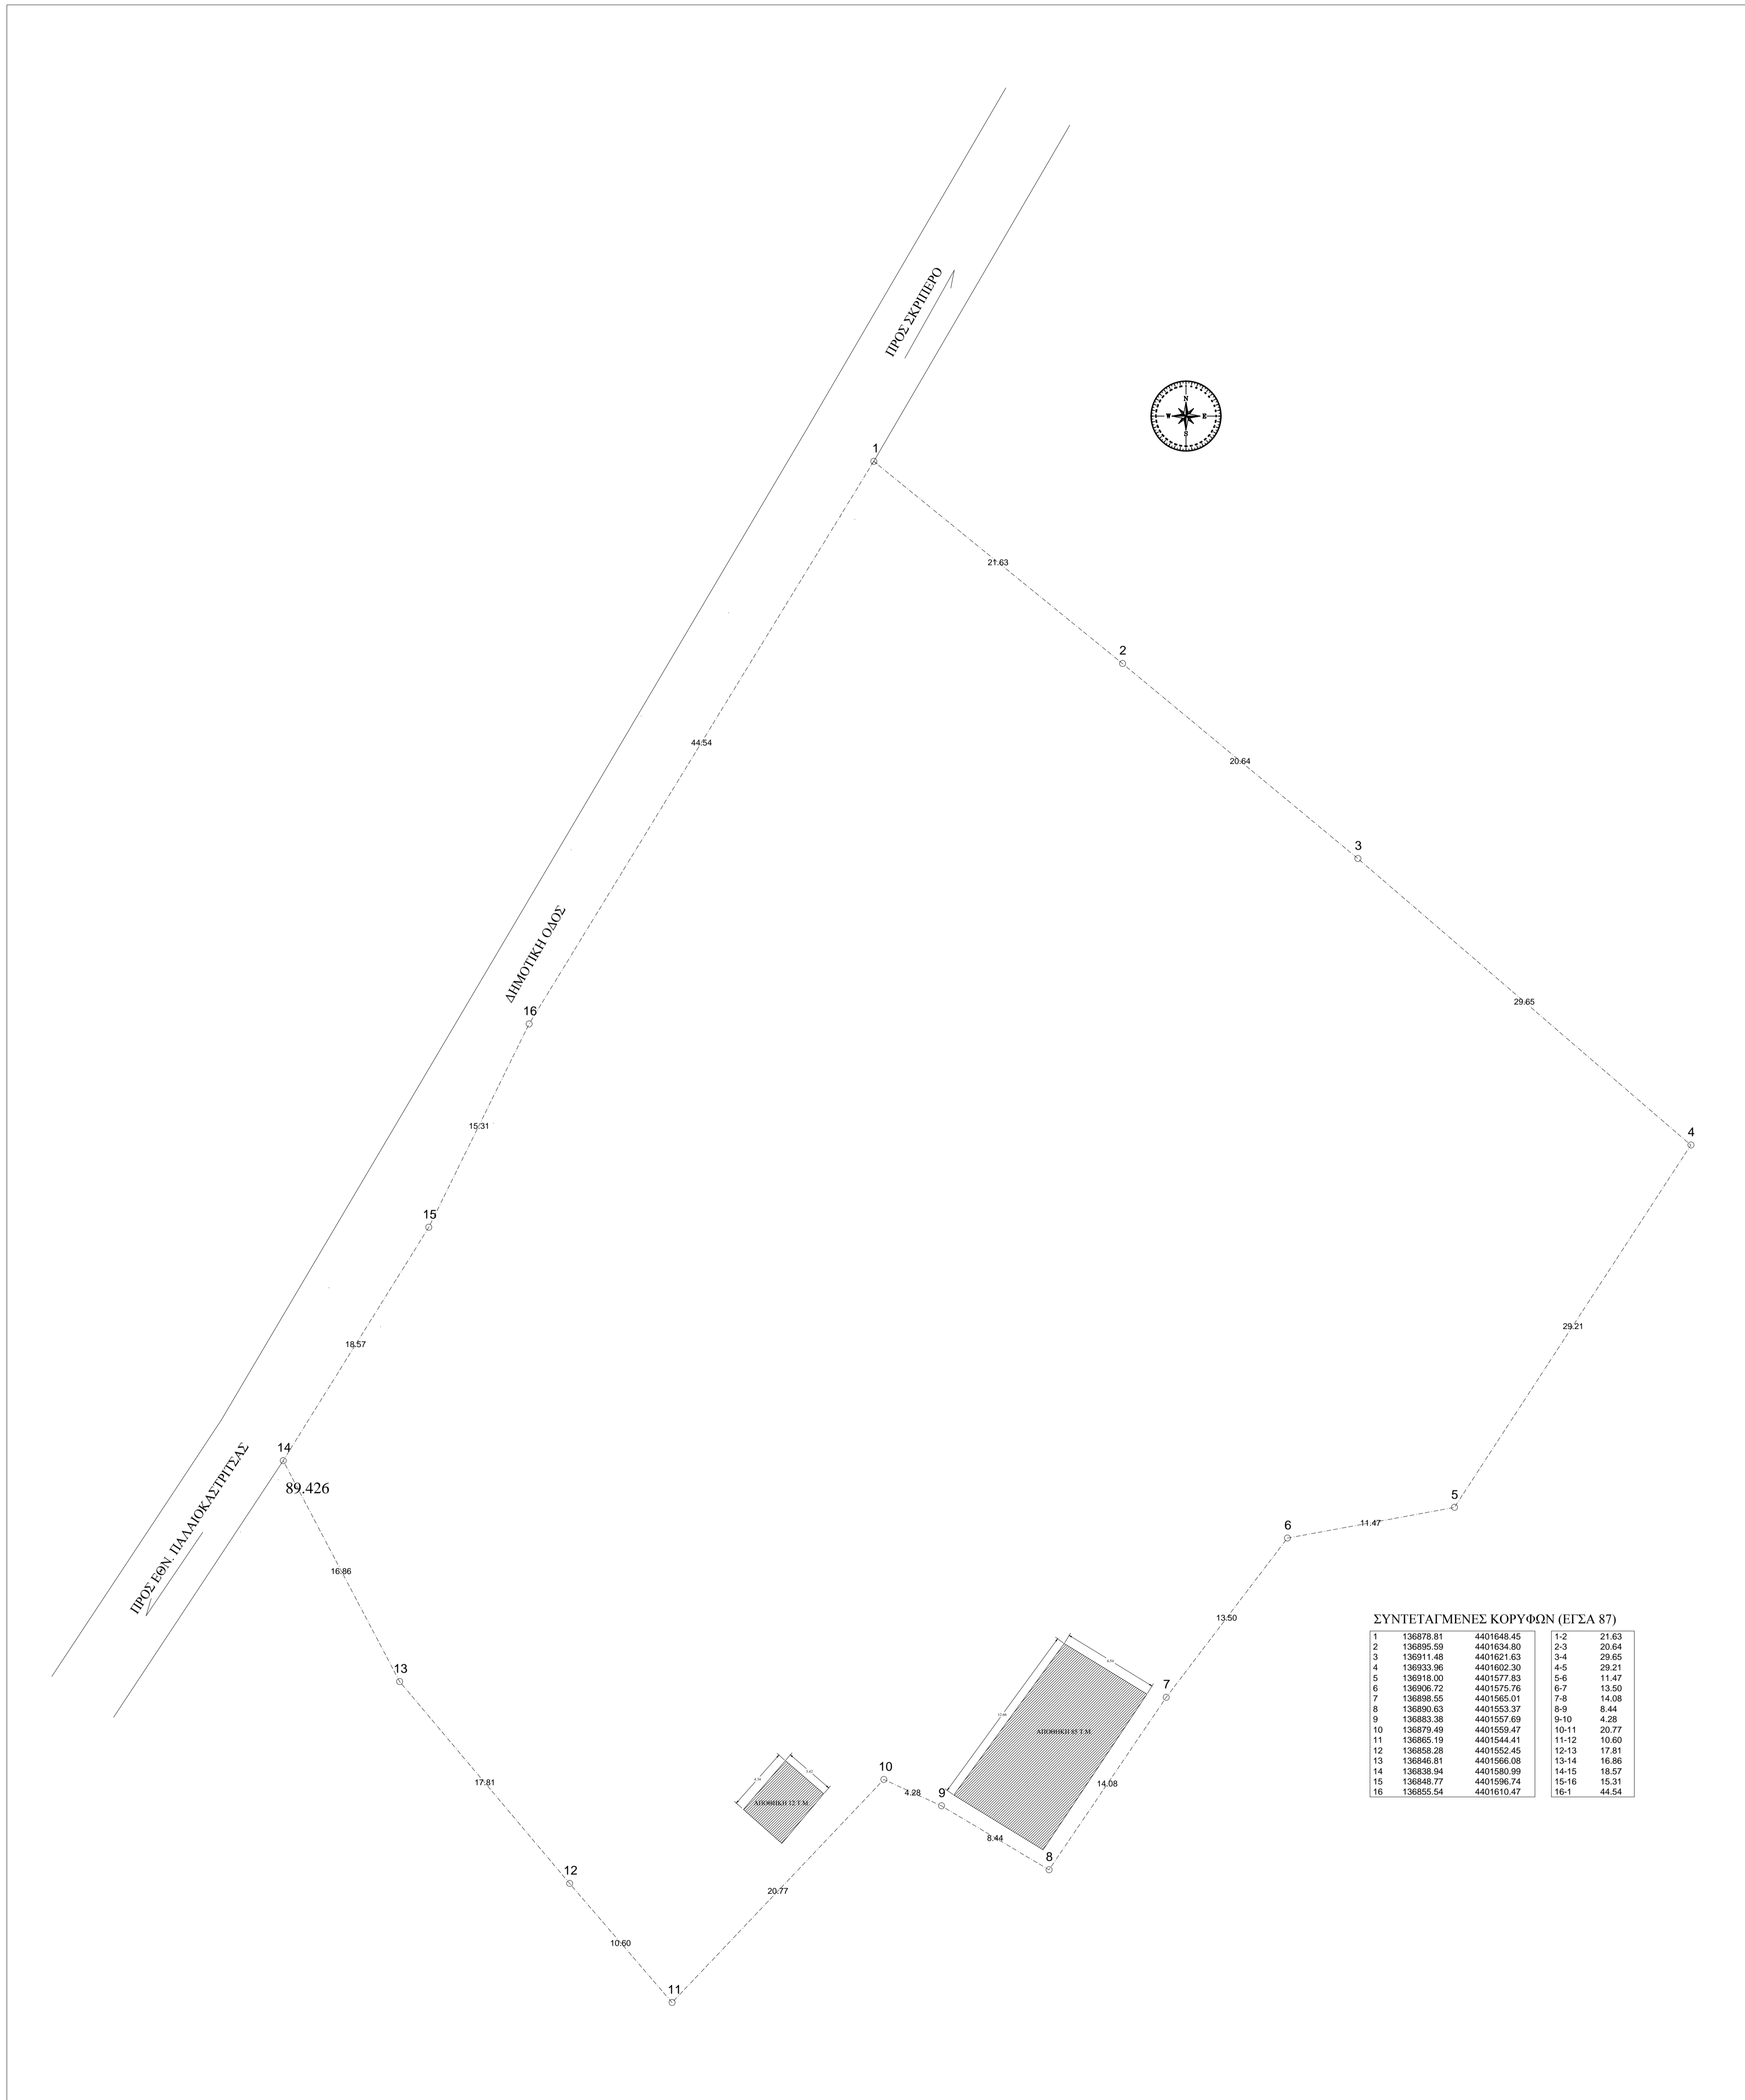 ΠΡΟΣ ΣΚΡΙΠΕΡΟ
N
W E
S
1
21.63
2
44.54
20.64
3
ΔΗΜΟΤΙΚΗ ΟΔΟΣ
29.65
16
15.31
4
15
29.21
18.57
14
89.426
ΠΡΟΣ ΕΘΝ. ΠΑΛΑΙΟΚΑΣΤΡΙΤΣΑΣ
5
11.47
6
16.86
13.50
13
7
ΑΠΟΘΗΚΗ 85 Τ.Μ.
17.81
10
4.28
14.08
9
ΑΠΟΘΗΚΗ 12 Τ.Μ.
8.44
8
12
20.77
10.60
11
ΣΥΝΤΕΤΑΓΜΕΝΕΣ ΚΟΡΥΦΩΝ (ΕΓΣΑ 87)
1 136878.81 4401648.45 1-2 21.63
2 136895.59 4401634.80 2-3 20.64
3 136911.48 4401621.63 3-4 29.65
4 136933.96 4401602.30 4-5 29.21
5 136918.00 4401577.83 5-6 11.47
6 136906.72 4401575.76 6-7 13.50
7 136898.55 4401565.01 7-8 14.08
8 136890.63 4401553.37 8-9 8.44
9 136883.38 4401557.69 9-10 4.28
10 136879.49 4401559.47 10-11 20.77
11 136865.19 4401544.41 11-12 10.60
12 136858.28 4401552.45 12-13 17.81
13 136846.81 4401566.08 13-14 16.86
14 136838.94 4401580.99 14-15 18.57
15 136848.77 4401596.74 15-16 15.31
16 136855.54 4401610.47 16-1 44.54